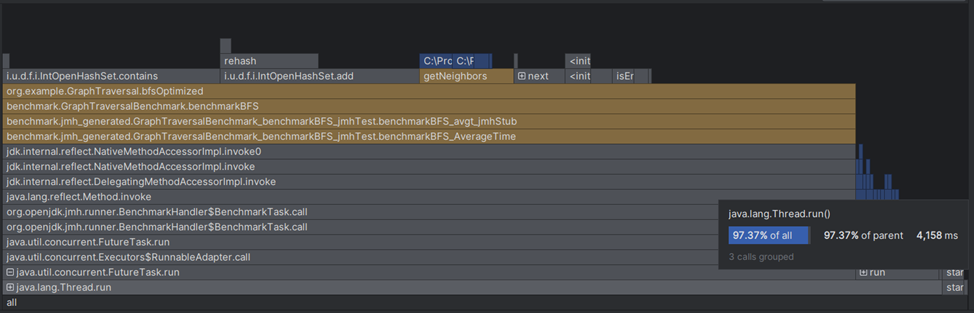 rehash
C:\Prc C:\F
i.u.d.f.i.IntOpenHashSet.contains i.u.d.f.i.IntOpenHashSet.add getNeighbors next <init isEr
<init
org.example.GraphTraversal.bfsOptimized
benchmark.GraphTraversalBenchmark.benchmarkBFS
benchmark.jmh_generated.GraphTraversalBenchmark_benchmarkBFS_jmhTest.benchmarkBFS_avgt_jmhStub
benchmark.jmh_generated.GraphTraversalBenchmark_benchmarkBFS_jmhTest.benchmarkBFS_AverageTime
jdk.internal.reflect.NativeMethodAccessorImpl.invoke0
jdk.internal.reflect.NativeMethodAccessorImpl.invoke
jdk.internal.reflect.DelegatingMethodAccessorImpl.invoke
java.lang.reflect.Method.invoke
org.openjdk.jmh.runner.BenchmarkHandler$BenchmarkTask.call
org.openjdk.jmh.runner.BenchmarkHandler$BenchmarkTask.call
java.util.concurrent.FutureTask.run
java.util.concurrent.Executors$RunnableAdapter.call
java.util.concurrent.FutureTask.run run star
java.lang.Thread.run star
all
java.lang.Thread.run()
97.37% of all 97.37% of parent 4,158 ms
3 calls grouped